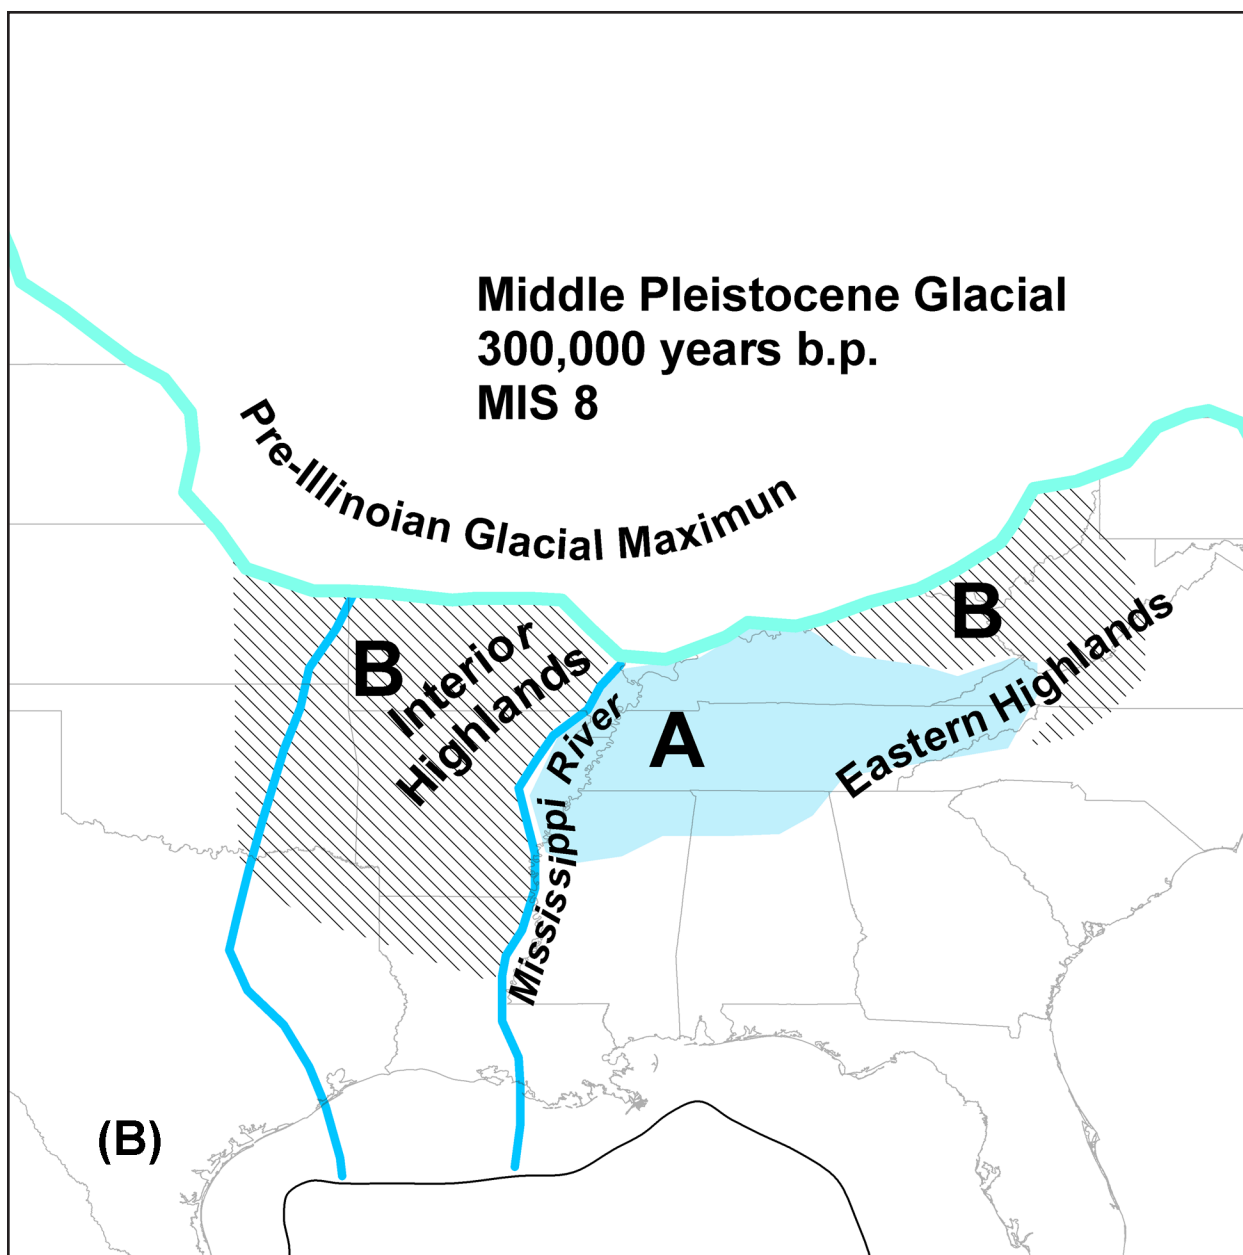 Middle Pleistocene Glacial
300,000 years b.p.
MIS 8
Pre-Illinoian Glacial Maximun
B
B
Interior
Highlands
Mississippi River
A
Eastern Highlands
(B)